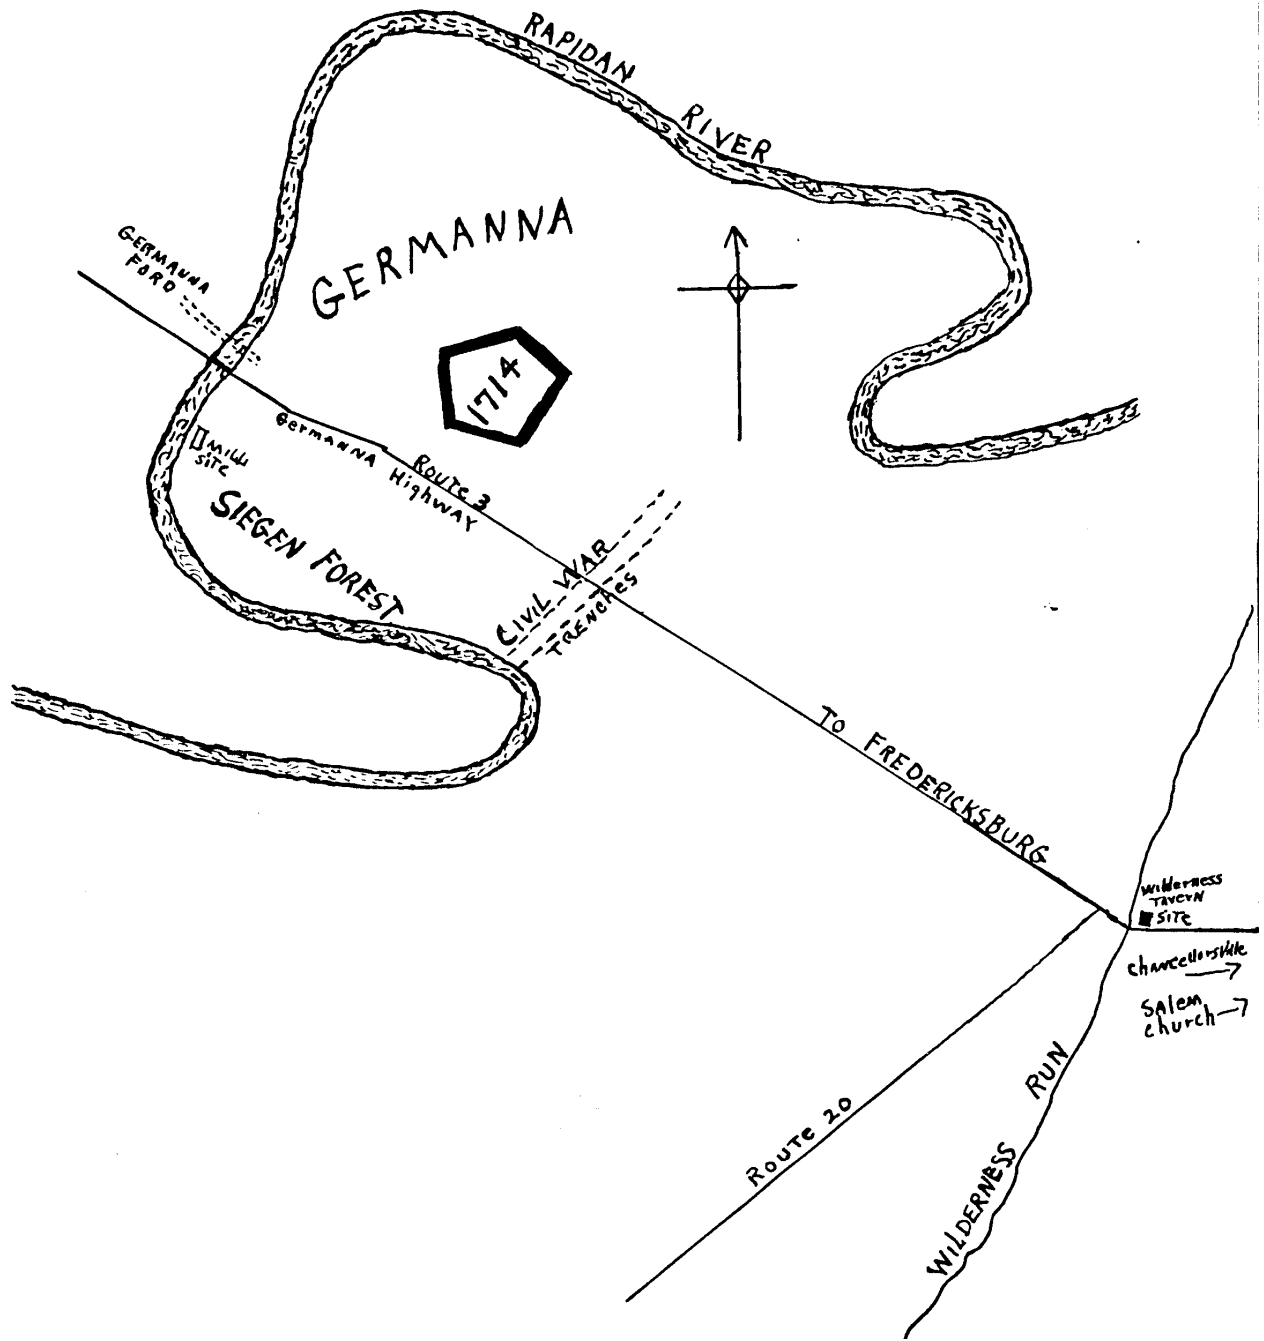 RAPIDAN
RIVER
GERMANNA
GERMANNA
FORD
1714
GERMANNA
HigHWAY
ROUTE 3
MILL
SITE
SIEGEN FOREST
CIVIL WAR
TRENCHES
TO FREDERICKSBURG
WilderNess
TAVERN
SITE
ChANCellorsville
SAleM
Church
ROUTE 20
WILDERNESS
RUN